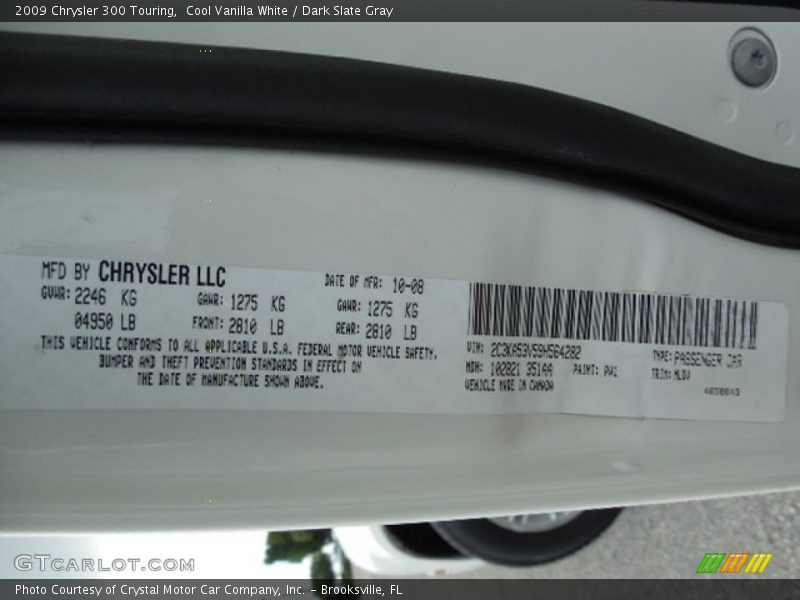 2009 Chrysler 300 Touring,  Cool Vanilla White / Dark Slate Gray
MFD BY CHRYSLER LLC
DATE OF MFR: 10-08
GVWR: 2246 KG
GAWR: 1275 KG
GAWR: 1275 KG
04950 LB
FRONT: 2810 LB
REAR: 2810 LB
THIS VEHICLE CONFORMS TO ALL APPLICABLE U.S.A. FEDERAL MOTOR VEHICLE SAFETY,
BUMPER AND THEFT PREVENTION STANDARDS IN EFFECT ON
THE DATE OF MANUFACTURE SHOWN ABOVE.
VIN: 2C3KA53V59H564282
TYPE: PASSENGER CAR
MDH: 102821 351AA
PAINT: PW1
TRIM: MLDV
VEHICLE MADE IN CANADA
4650643
GTCARLOT.COM
Photo Courtesy of Crystal Motor Car Company, Inc. – Brooksville, FL